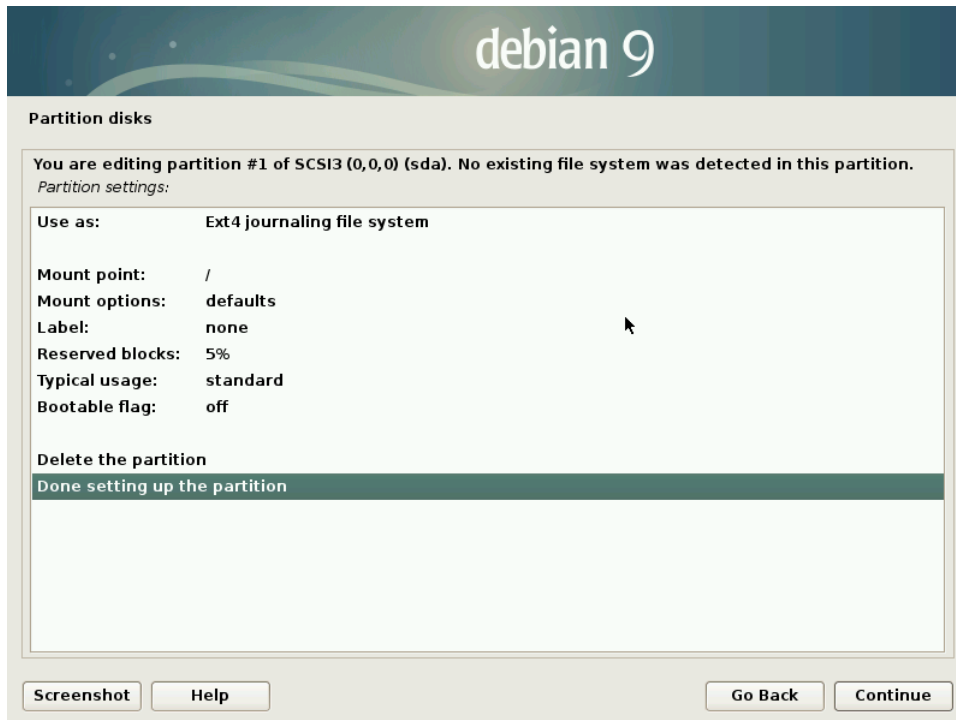 debian 9
Partition disks
You are editing partition #1 of SCSI3 (0,0,0) (sda). No existing file system was detected in this partition.
Partition settings:
Use as: Ext4 journaling file system
Mount point: /
Mount options: defaults
Label: none
Reserved blocks: 5%
Typical usage: standard
Bootable flag: off
Delete the partition
Done setting up the partition
Screenshot Help Go Back Continue